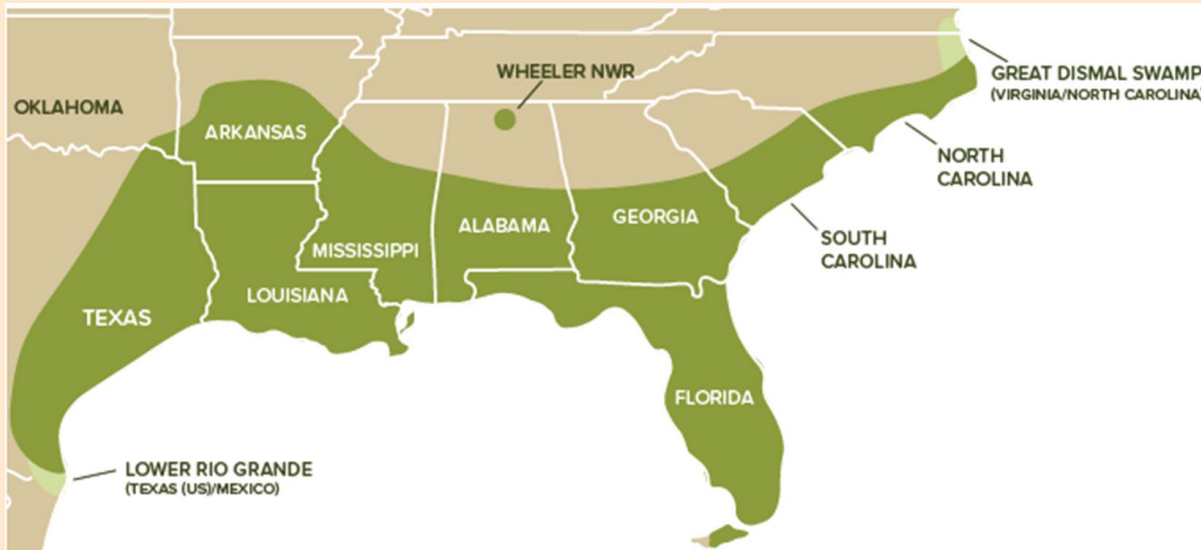 WHEELER NWR
GREAT DISMAL SWAMP
(VIRGINIA/NORTH CAROLINA)
OKLAHOMA
ARKANSAS
NORTH
CAROLINA
GEORGIA
ALABAMA
SOUTH
CAROLINA
MISSISSIPPI
LOUISIANA
TEXAS
FLORIDA
LOWER RIO GRANDE
(TEXAS (US)/MEXICO)